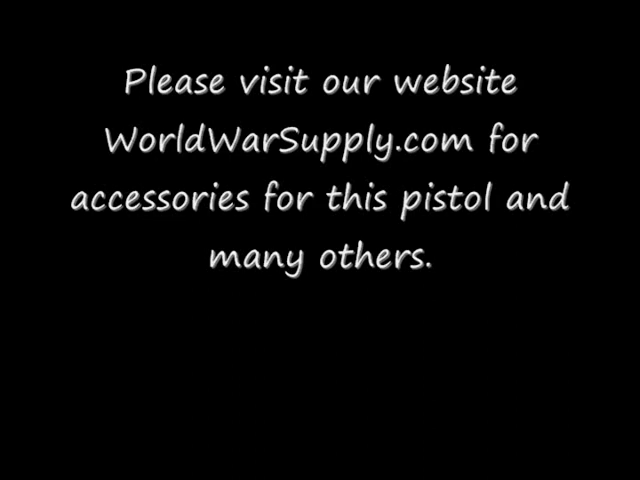 Please visit our website
WorldWarSupply.com for
accessories for this pistol and
many others.